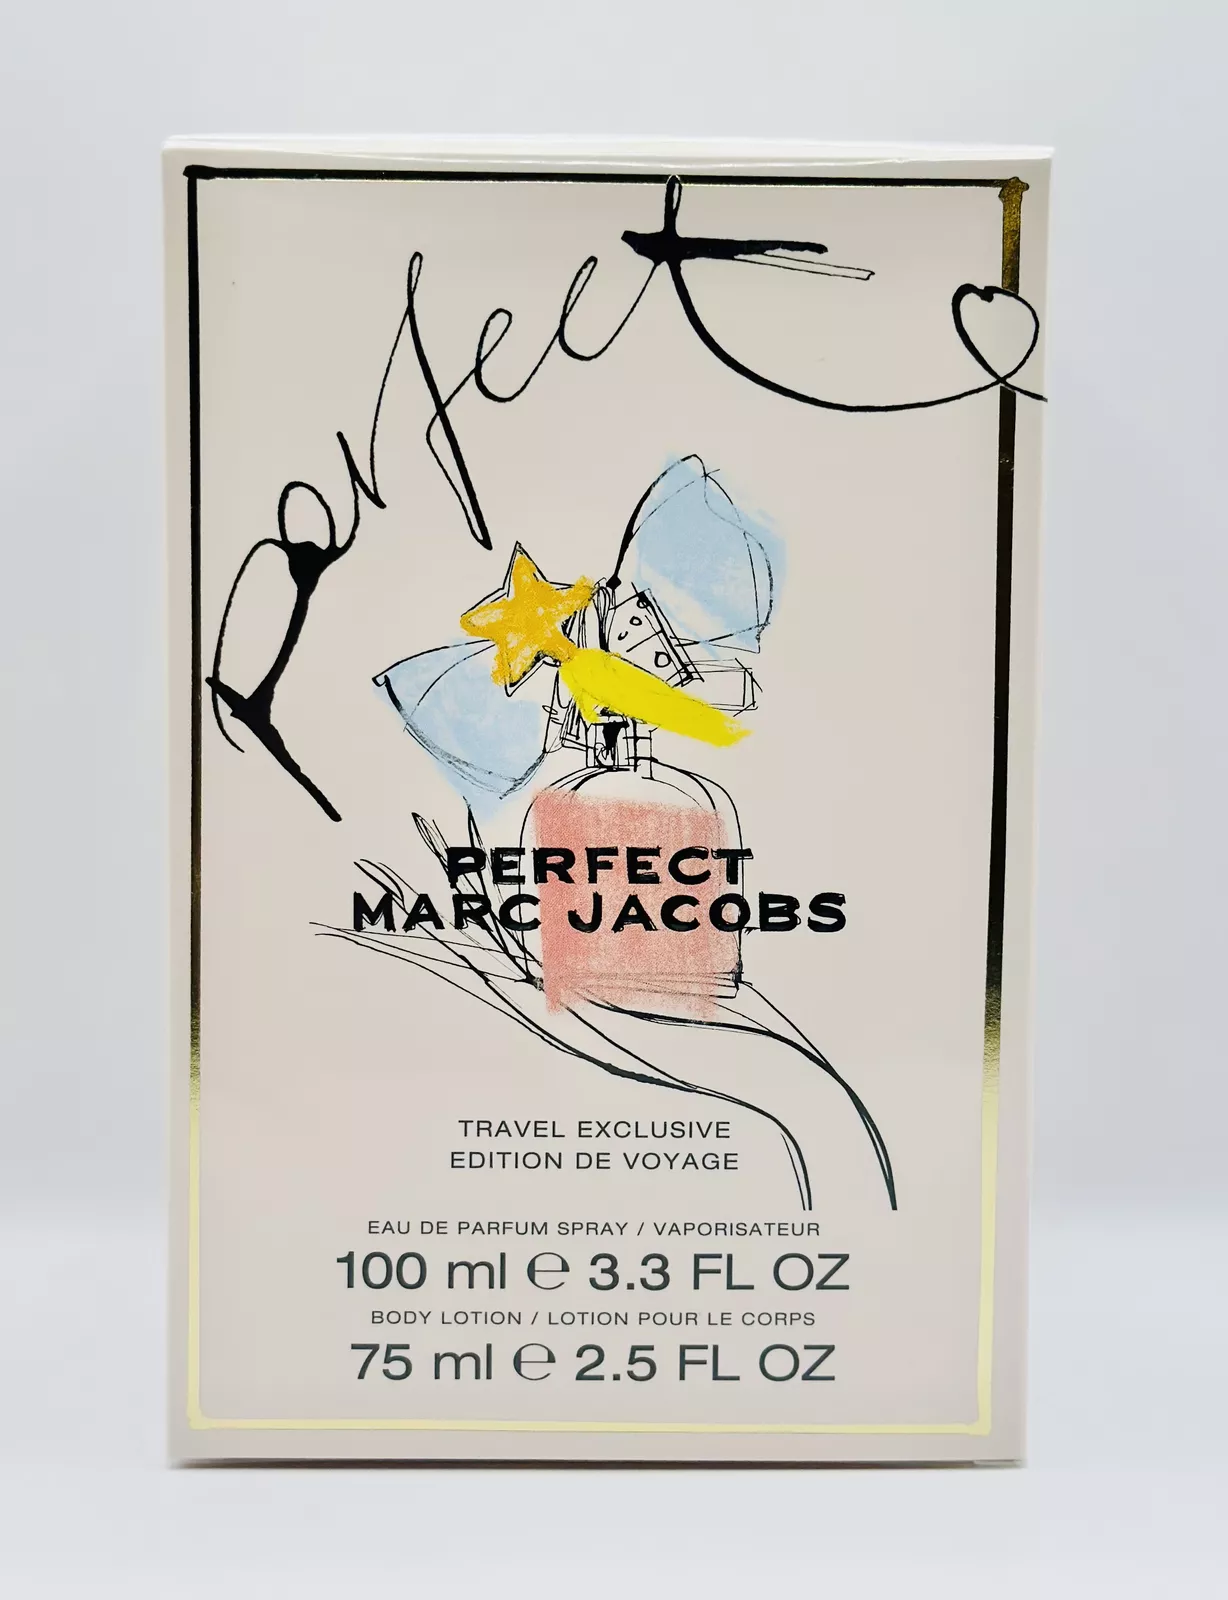 Perfect
PERFECT
MARC JACOBS
TRAVEL EXCLUSIVE
EDITION DE VOYAGE
EAU DE PARFUM SPRAY / VAPORISATEUR
100 ml ℮ 3.3 FL OZ
BODY LOTION / LOTION POUR LE CORPS
75 ml ℮ 2.5 FL OZ